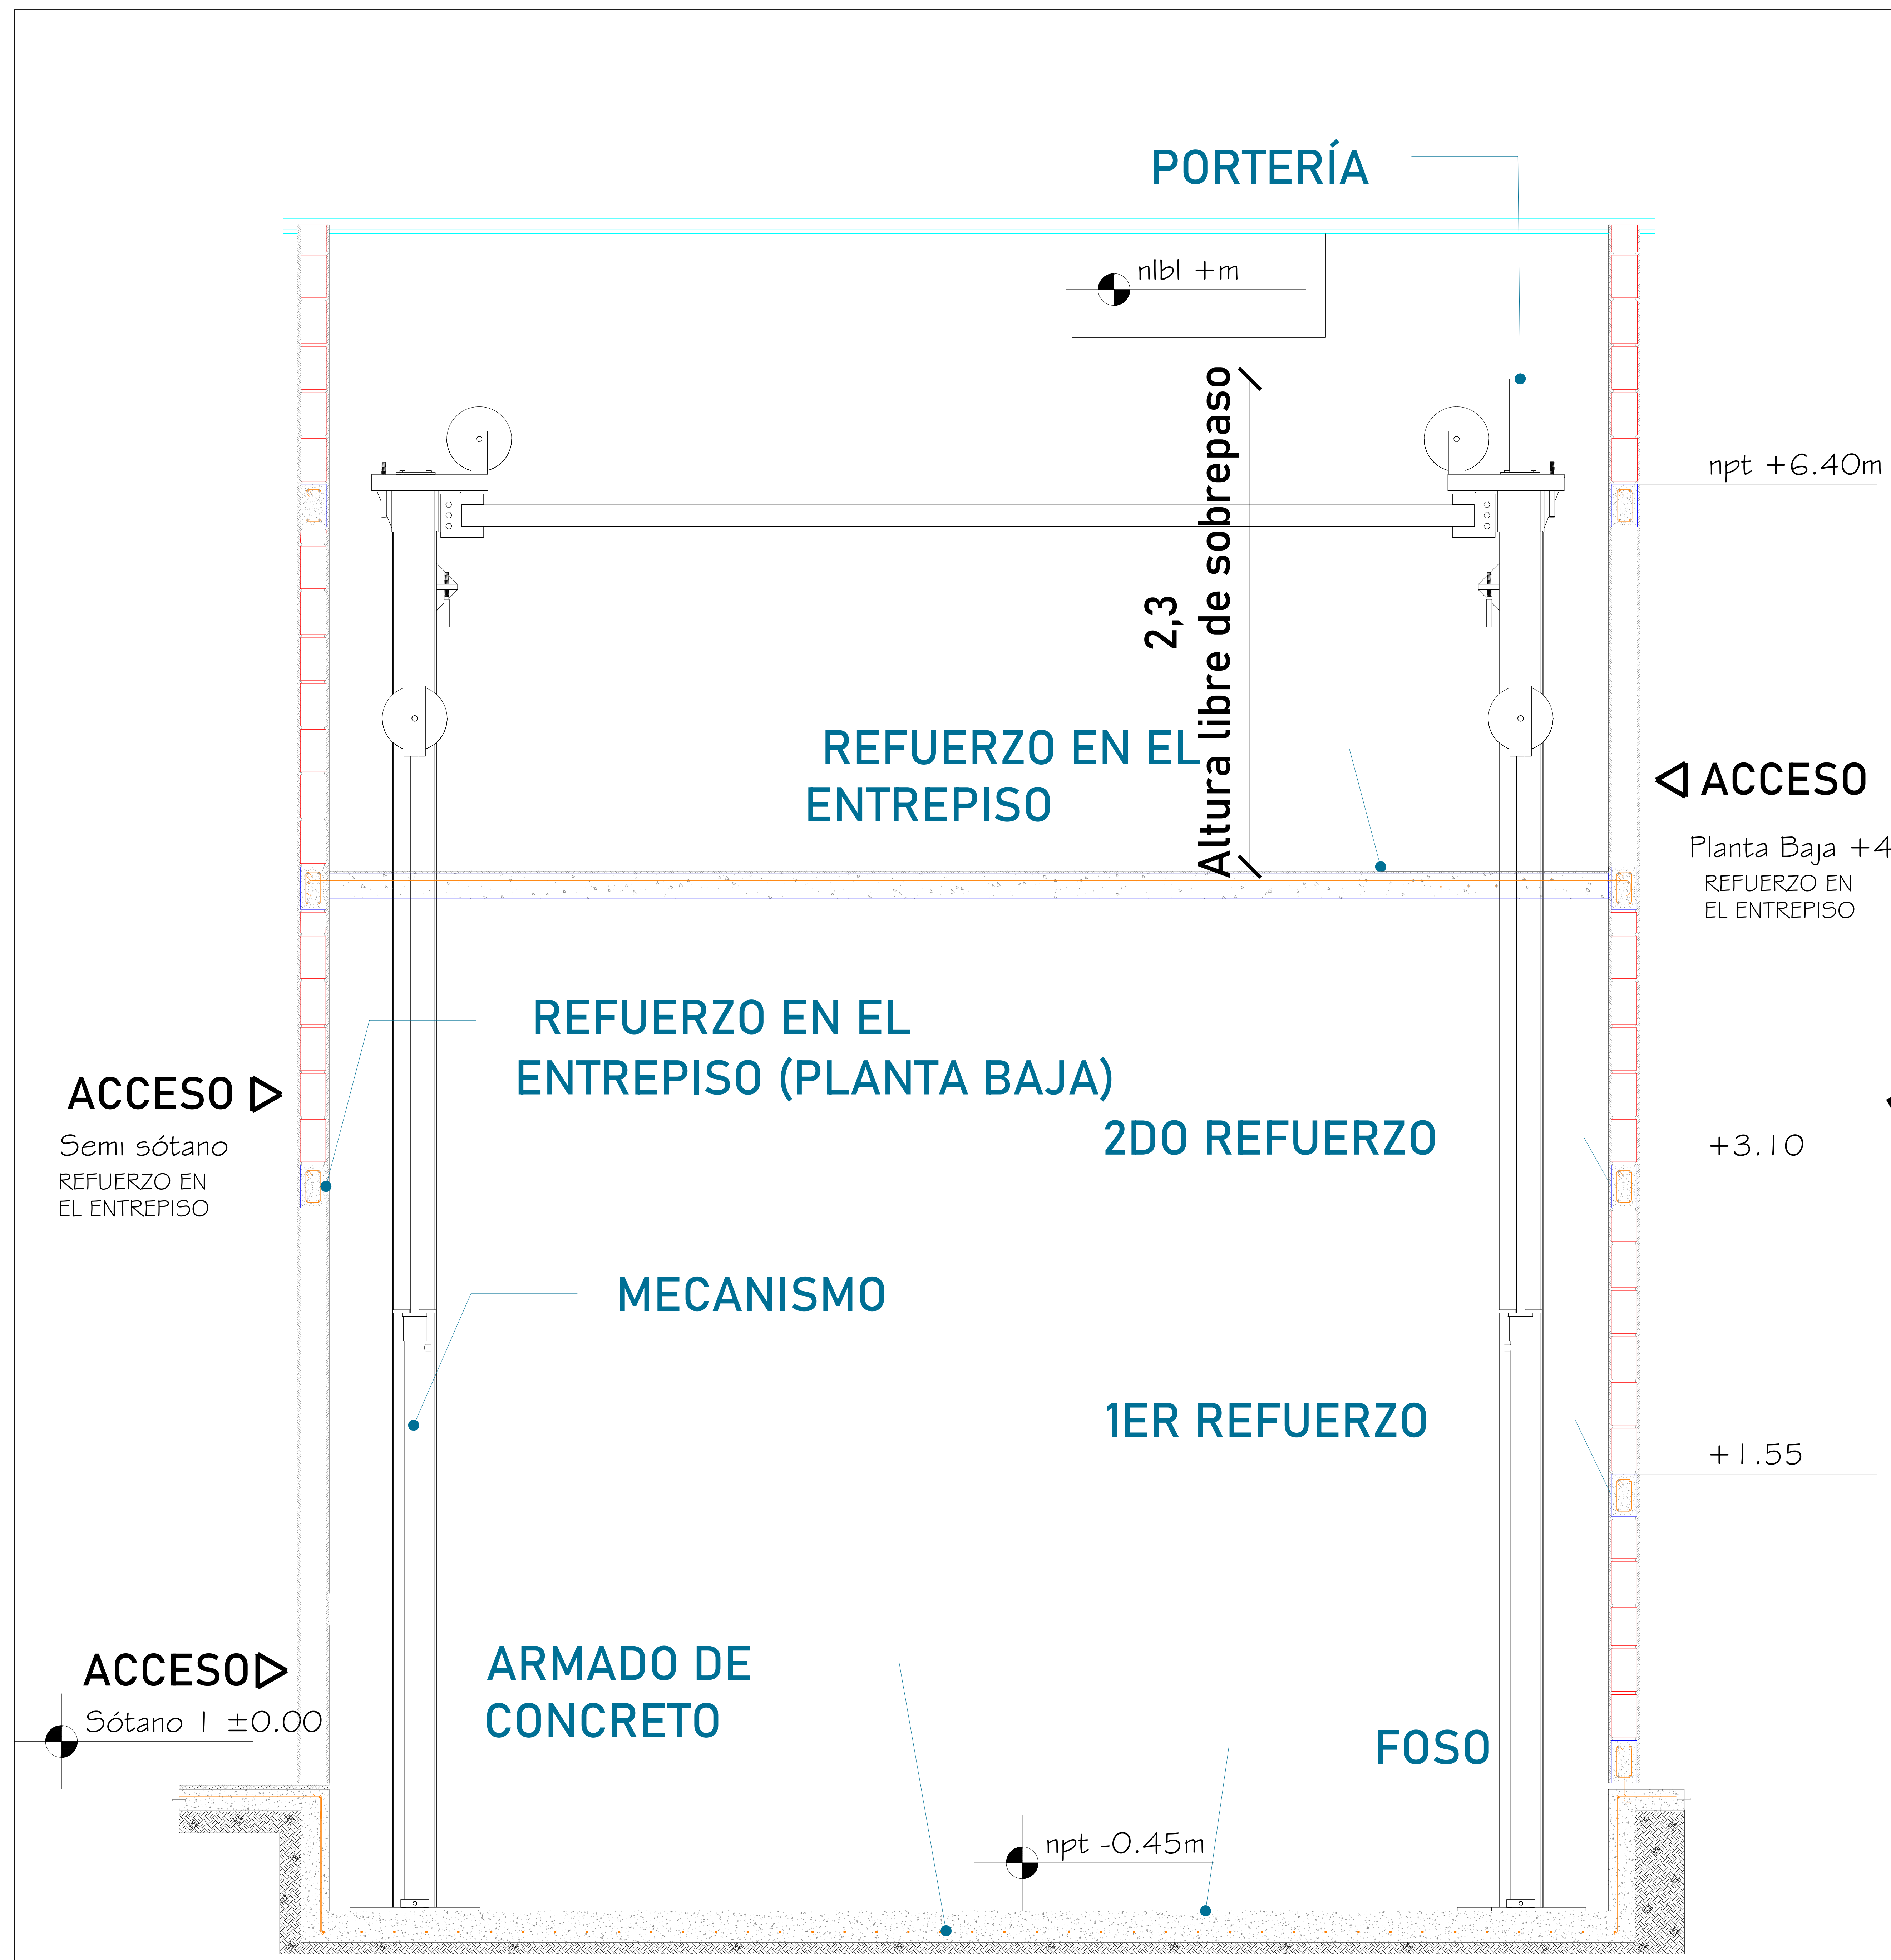 PORTERÍA
nlbl +m
npt +6.40m
2,3
Altura libre de sobrepaso
REFUERZO EN EL
ENTREPISO
ACCESO
Planta Baja +4
REFUERZO EN
EL ENTREPISO
REFUERZO EN EL
ENTREPISO (PLANTA BAJA)
ACCESO
Semi sótano
REFUERZO EN
EL ENTREPISO
2DO REFUERZO
+3.10
MECANISMO
1ER REFUERZO
+1.55
ACCESO
Sótano 1 ±0.00
ARMADO DE
CONCRETO
FOSO
npt -0.45m